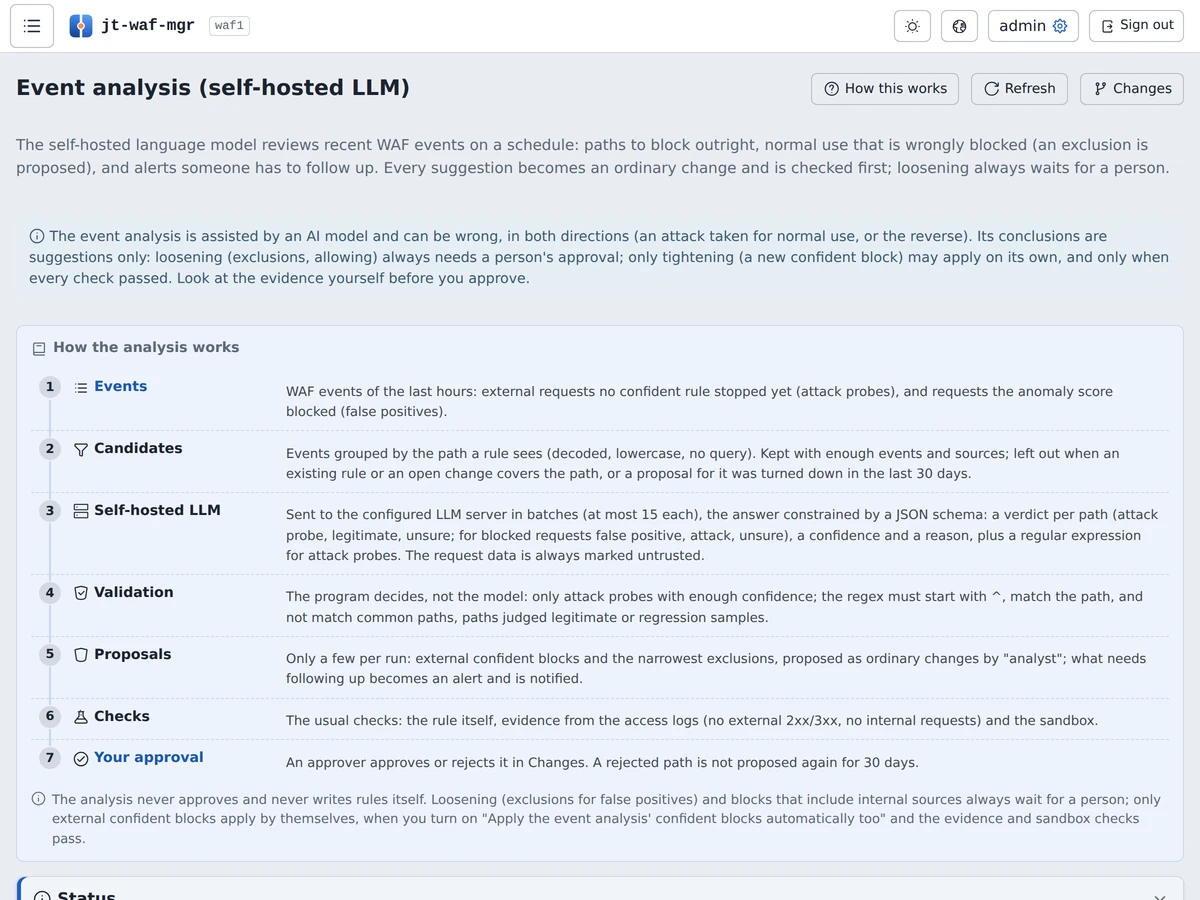 jt-waf-mgr waf1 admin Sign out
Event analysis (self-hosted LLM) How this works Refresh Changes
The self-hosted language model reviews recent WAF events on a schedule: paths to block outright, normal use that is wrongly blocked (an exclusion is
proposed), and alerts someone has to follow up. Every suggestion becomes an ordinary change and is checked first; loosening always waits for a person.
The event analysis is assisted by an AI model and can be wrong, in both directions (an attack taken for normal use, or the reverse). Its conclusions are
suggestions only: loosening (exclusions, allowing) always needs a person's approval; only tightening (a new confident block) may apply on its own, and only when
every check passed. Look at the evidence yourself before you approve.
How the analysis works
1 Events
WAF events of the last hours: external requests no confident rule stopped yet (attack probes), and requests the anomaly score
blocked (false positives).
2 Candidates
Events grouped by the path a rule sees (decoded, lowercase, no query). Kept with enough events and sources; left out when an
existing rule or an open change covers the path, or a proposal for it was turned down in the last 30 days.
3 Self-hosted LLM
Sent to the configured LLM server in batches (at most 15 each), the answer constrained by a JSON schema: a verdict per path (attack
probe, legitimate, unsure; for blocked requests false positive, attack, unsure), a confidence and a reason, plus a regular expression
for attack probes. The request data is always marked untrusted.
4 Validation
The program decides, not the model: only attack probes with enough confidence; the regex must start with ^, match the path, and
not match common paths, paths judged legitimate or regression samples.
5 Proposals
Only a few per run: external confident blocks and the narrowest exclusions, proposed as ordinary changes by "analyst"; what needs
following up becomes an alert and is notified.
6 Checks
The usual checks: the rule itself, evidence from the access logs (no external 2xx/3xx, no internal requests) and the sandbox.
7 Your approval
An approver approves or rejects it in Changes. A rejected path is not proposed again for 30 days.
The analysis never approves and never writes rules itself. Loosening (exclusions for false positives) and blocks that include internal sources always wait for a person; only
external confident blocks apply by themselves, when you turn on "Apply the event analysis' confident blocks automatically too" and the evidence and sandbox checks
pass.
Status